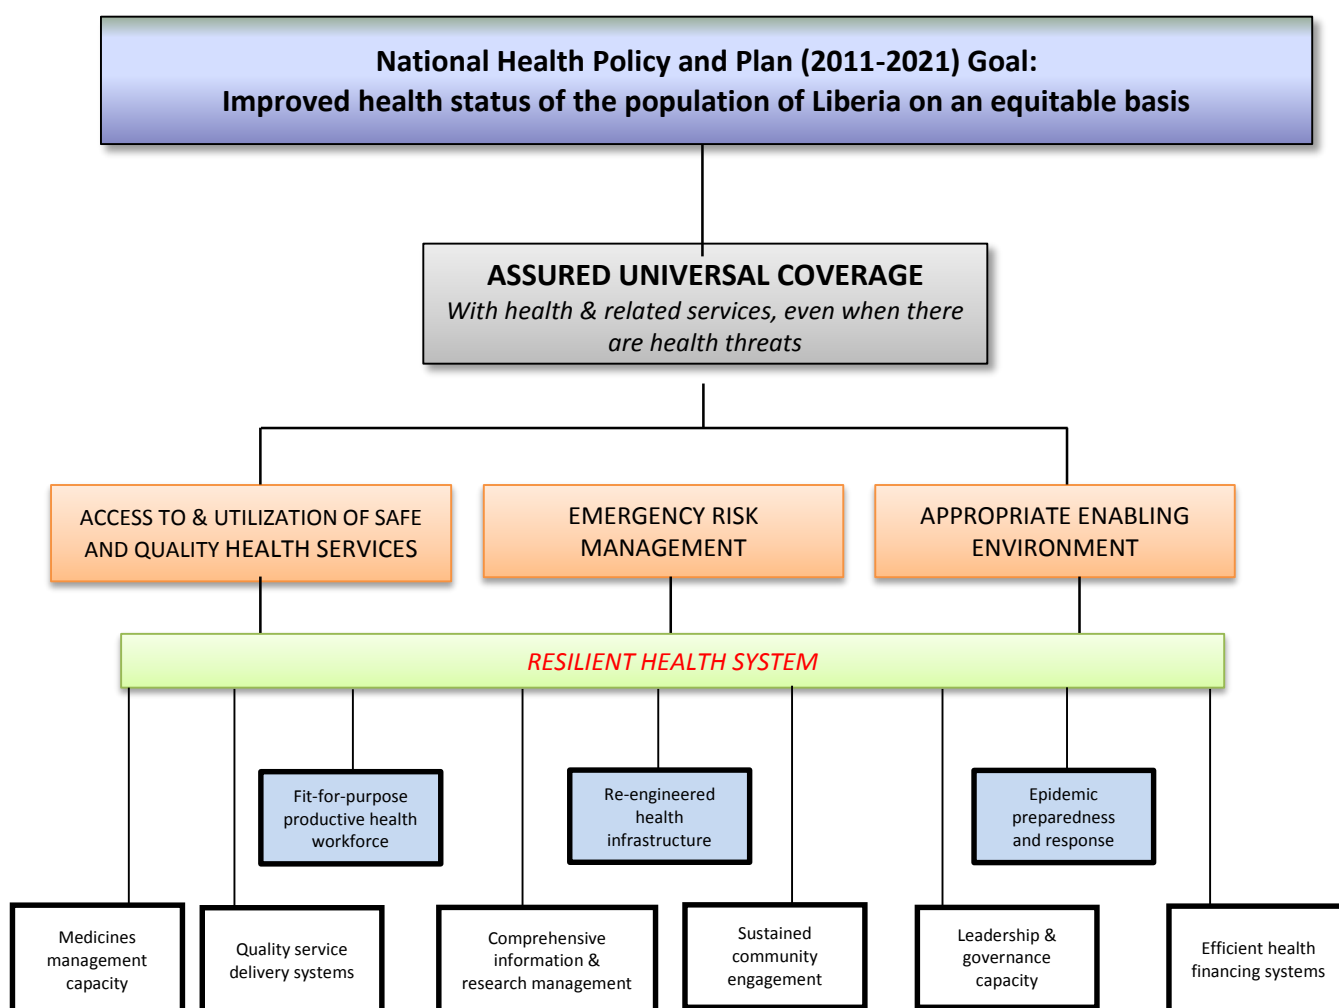 National Health Policy and Plan (2011-2021) Goal:
Improved health status of the population of Liberia on an equitable basis
ASSURED UNIVERSAL COVERAGE
With health & related services, even when there
are health threats
ACCESS TO & UTILIZATION OF SAFE
AND QUALITY HEALTH SERVICES
EMERGENCY RISK
MANAGEMENT
APPROPRIATE ENABLING
ENVIRONMENT
RESILIENT HEALTH SYSTEM
Fit-for-purpose
productive health
workforce
Re-engineered
health
infrastructure
Epidemic
preparedness
and response
Medicines
management
capacity
Quality service
delivery systems
Comprehensive
information &
research management
Sustained
community
engagement
Leadership &
governance
capacity
Efficient health
financing systems